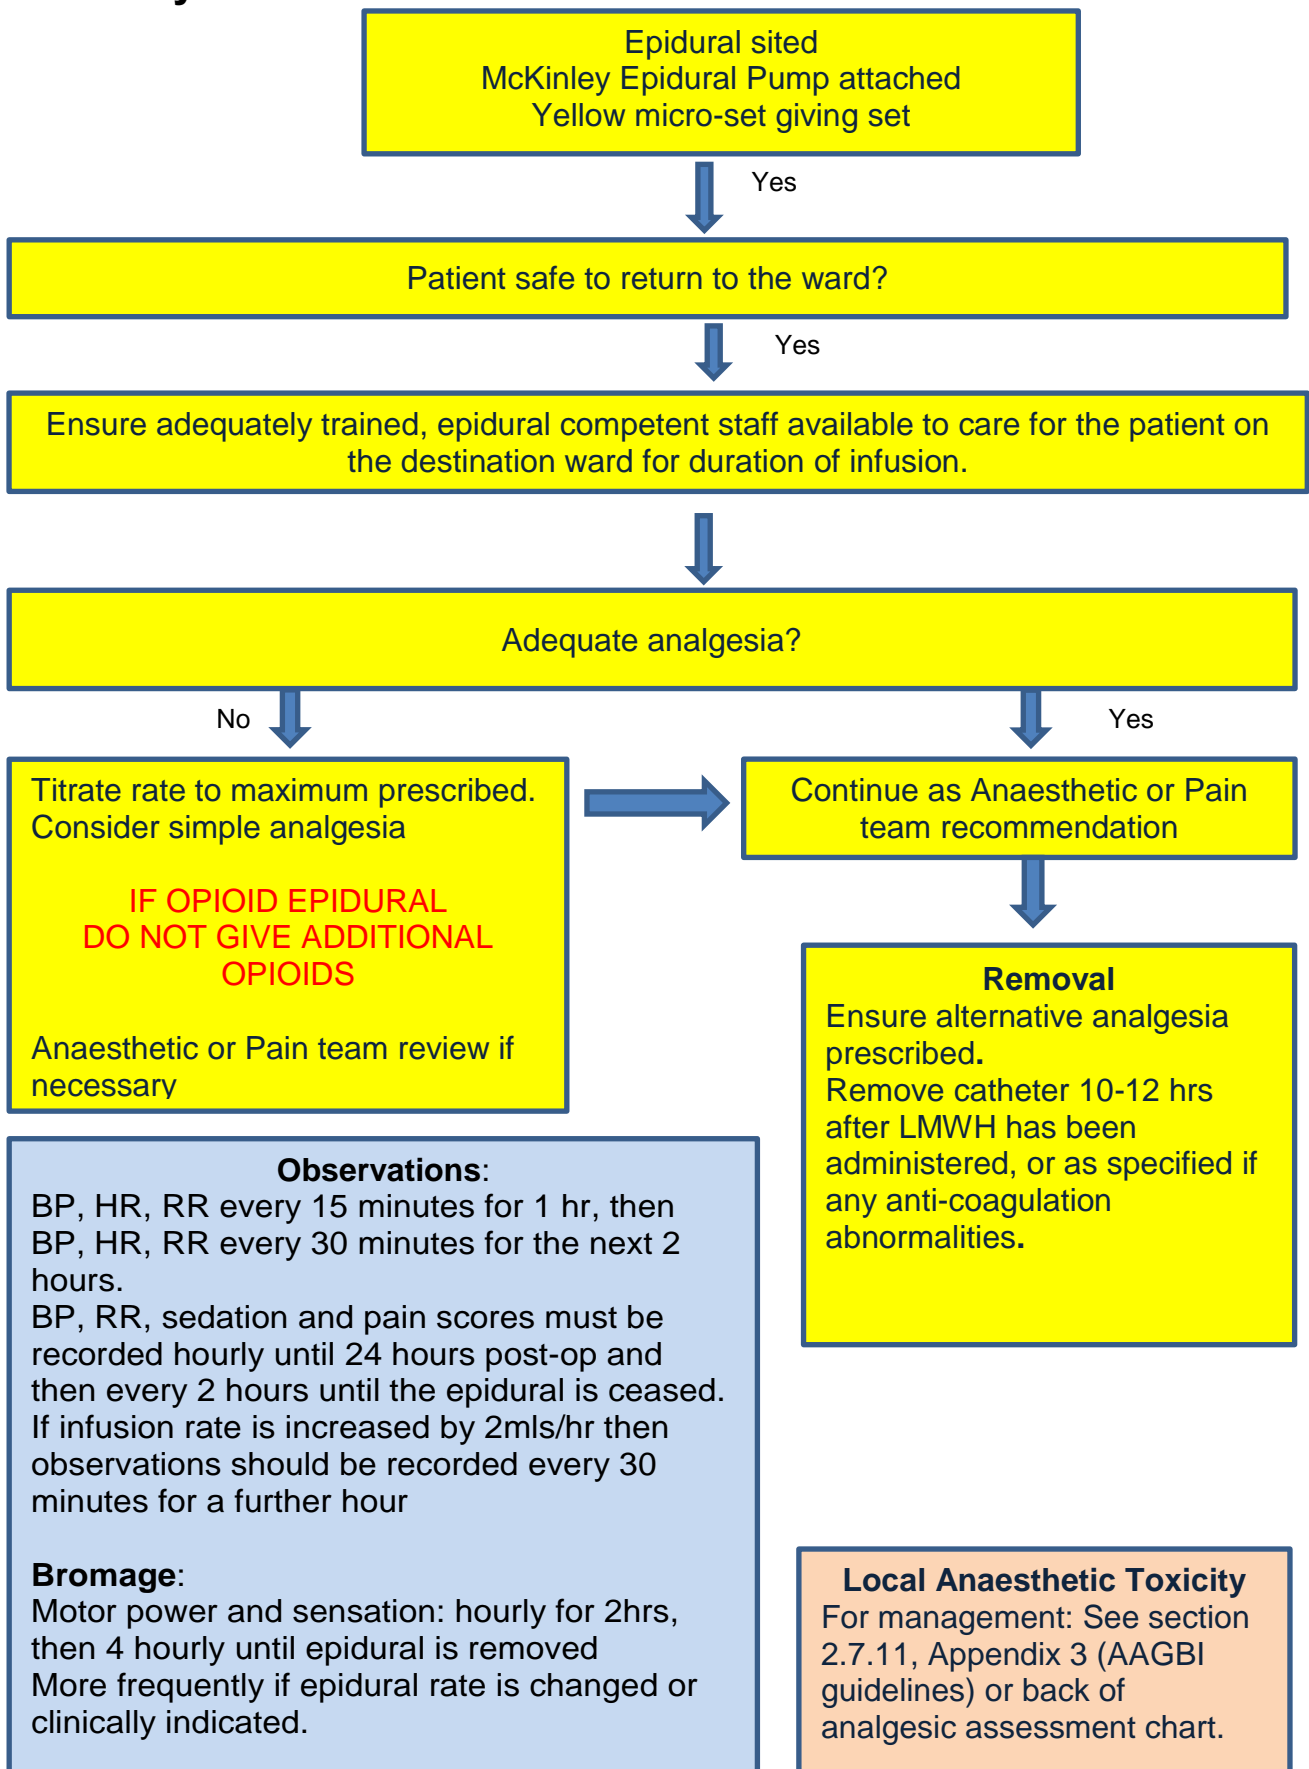 Epidural sited
McKinley Epidural Pump attached
Yellow micro-set giving set
Yes
Patient safe to return to the ward?
Yes
Ensure adequately trained, epidural competent staff available to care for the patient on
the destination ward for duration of infusion.
Adequate analgesia?
No
Yes
Titrate rate to maximum prescribed.
Consider simple analgesia
IF OPIOID EPIDURAL
DO NOT GIVE ADDITIONAL
OPIOIDS
Anaesthetic or Pain team review if
necessary
Continue as Anaesthetic or Pain
team recommendation
Removal
Ensure alternative analgesia
prescribed.
Remove catheter 10-12 hrs
after LMWH has been
administered, or as specified if
any anti-coagulation
abnormalities.
Observations:
BP, HR, RR every 15 minutes for 1 hr, then
BP, HR, RR every 30 minutes for the next 2
hours.
BP, RR, sedation and pain scores must be
recorded hourly until 24 hours post-op and
then every 2 hours until the epidural is ceased.
If infusion rate is increased by 2mls/hr then
observations should be recorded every 30
minutes for a further hour
Bromage:
Motor power and sensation: hourly for 2hrs,
then 4 hourly until epidural is removed
More frequently if epidural rate is changed or
clinically indicated.
Local Anaesthetic Toxicity
For management: See section
2.7.11, Appendix 3 (AAGBI
guidelines) or back of
analgesic assessment chart.